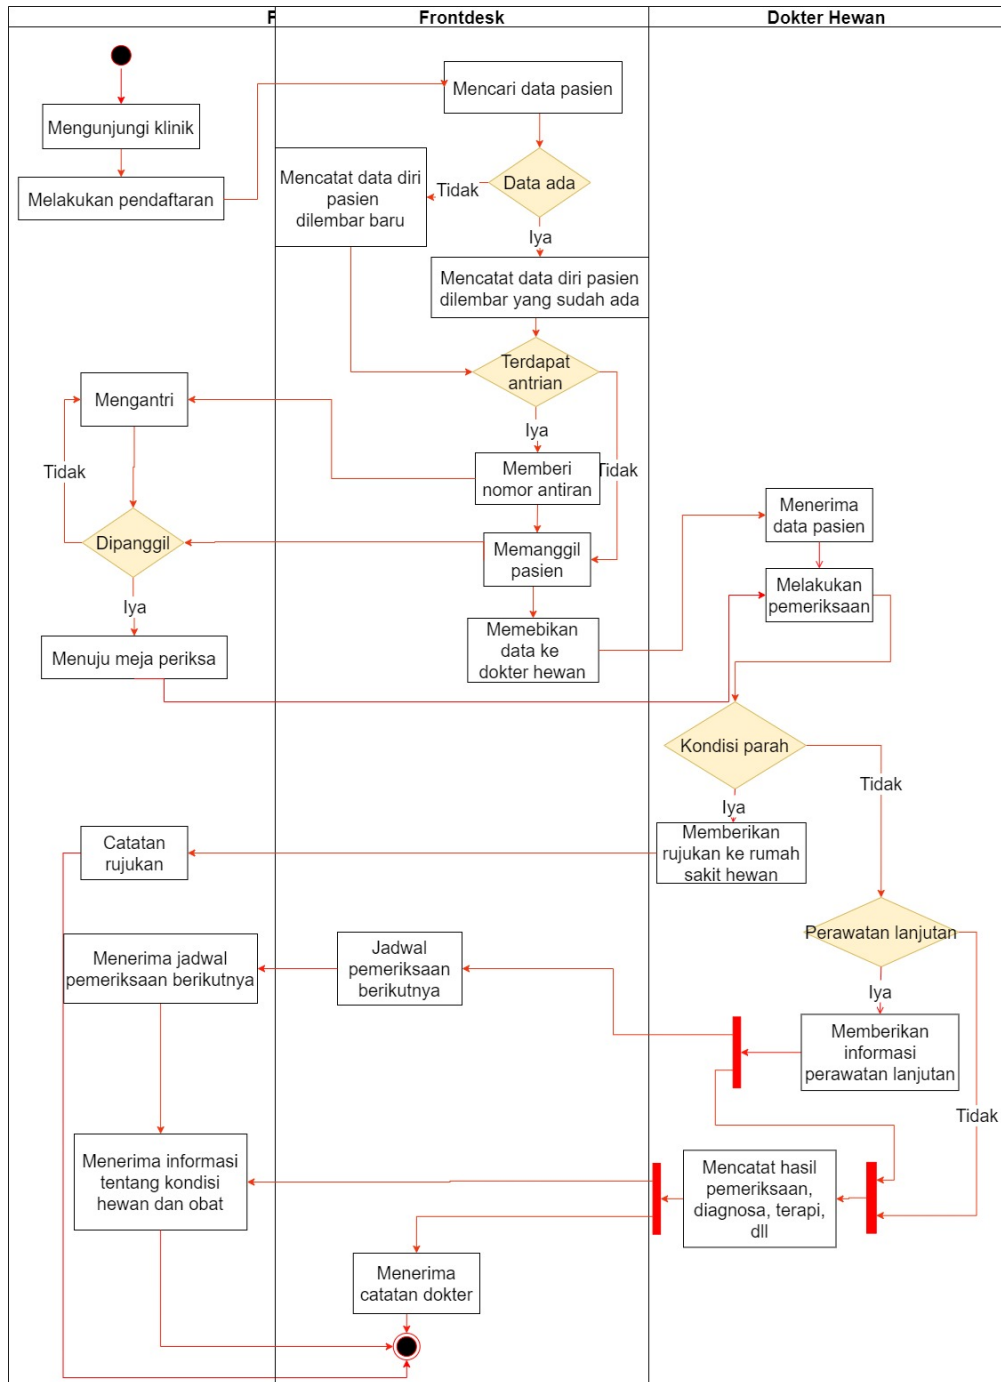 F
Frontdesk
Dokter Hewan
Mengunjungi klinik
Melakukan pendaftaran
Mencari data pasien
Data ada
Tidak
Mencatat data diri
pasien
dilembar baru
Iya
Mencatat data diri pasien
dilembar yang sudah ada
Terdapat
antrian
Iya
Tidak
Memberi
nomor antiran
Mengantri
Tidak
Dipanggil
Iya
Menuju meja periksa
Memanggil
pasien
Memebikan
data ke
dokter hewan
Menerima
data pasien
Melakukan
pemeriksaan
Kondisi parah
Iya
Tidak
Memberikan
rujukan ke rumah
sakit hewan
Catatan
rujukan
Perawatan lanjutan
Iya
Tidak
Memberikan
informasi
perawatan lanjutan
Jadwal
pemeriksaan
berikutnya
Menerima jadwal
pemeriksaan berikutnya
Mencatat hasil
pemeriksaan,
diagnosa, terapi,
dll
Menerima informasi
tentang kondisi
hewan dan obat
Menerima
catatan dokter